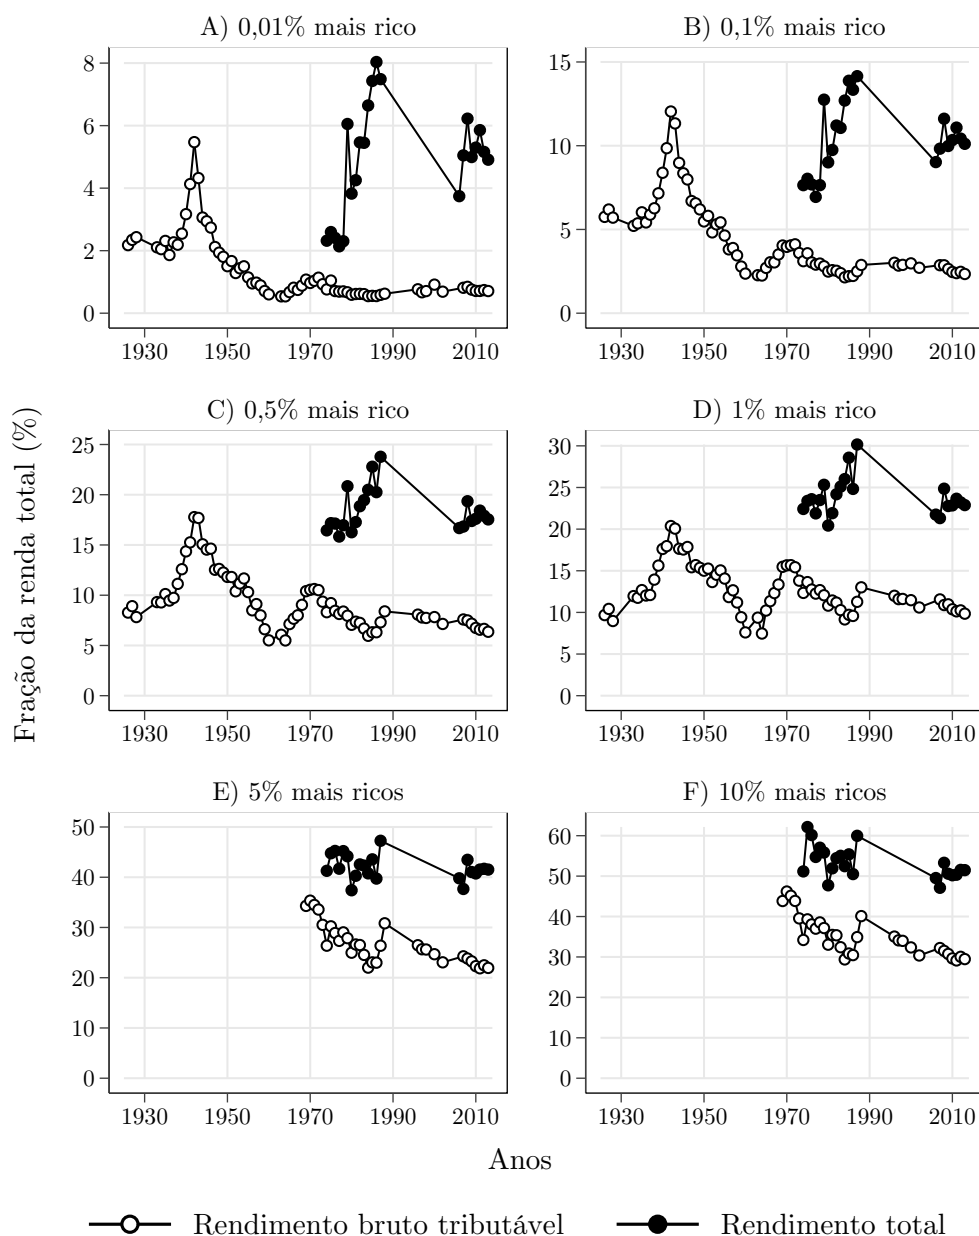 A) 0,01% mais rico
B) 0,1% mais rico
8
6
4
2
0
1930 1950 1970 1990 2010
15
10
5
0
1930 1950 1970 1990 2010
C) 0,5% mais rico
D) 1% mais rico
Fração da renda total (%)
25
20
15
10
5
0
1930 1950 1970 1990 2010
30
25
20
15
10
5
0
1930 1950 1970 1990 2010
E) 5% mais ricos
F) 10% mais ricos
50
40
30
20
10
0
1930 1950 1970 1990 2010
60
50
40
30
20
10
0
1930 1950 1970 1990 2010
Anos
Rendimento bruto tributável
Rendimento total